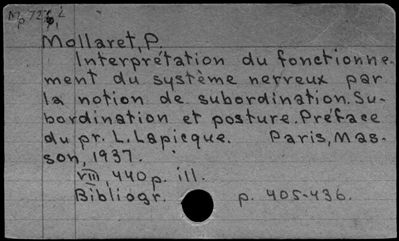 Mollaret, P.
Interprétation du fonctionne-
ment du système nerveux par
la notion de subordination. Su-
bordination et posture. Préface
du pr. L. Lapicque. Paris, Mas-
son, 1937.
VIII, 440 p. ill.
Bibliogr. p. 405-436.